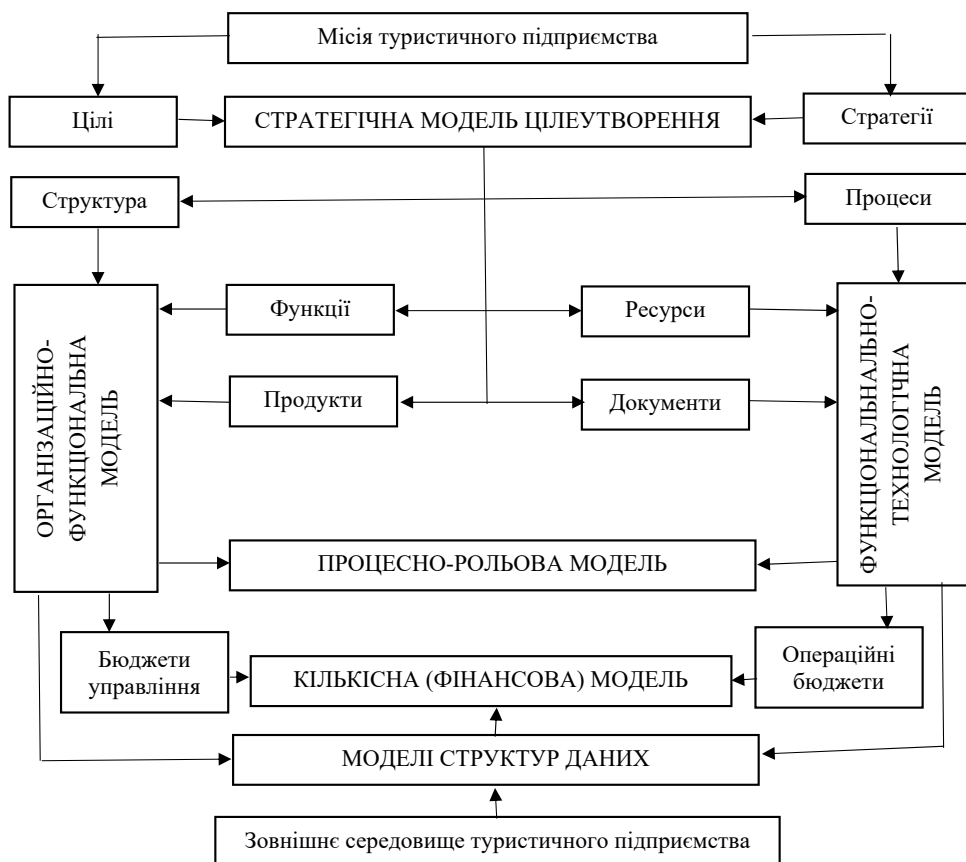 Місія туристичного підприємства
Цілі
СТРАТЕГІЧНА МОДЕЛЬ ЦІЛЕУТВОРЕННЯ
Стратегії
Структура
Процеси
ОРГАНІЗАЦІЙНО-
ФУНКЦІОНАЛЬНА
МОДЕЛЬ
Функції
Ресурси
Продукти
Документи
ФУНКЦІОНАЛЬНАЛЬНО-
ТЕХНОЛОГІЧНА
МОДЕЛЬ
ПРОЦЕСНО-РОЛЬОВА МОДЕЛЬ
Бюджети
управління
КІЛЬКІСНА (ФІНАНСОВА) МОДЕЛЬ
Операційні
бюджети
МОДЕЛІ СТРУКТУР ДАНИХ
Зовнішнє середовище туристичного підприємства